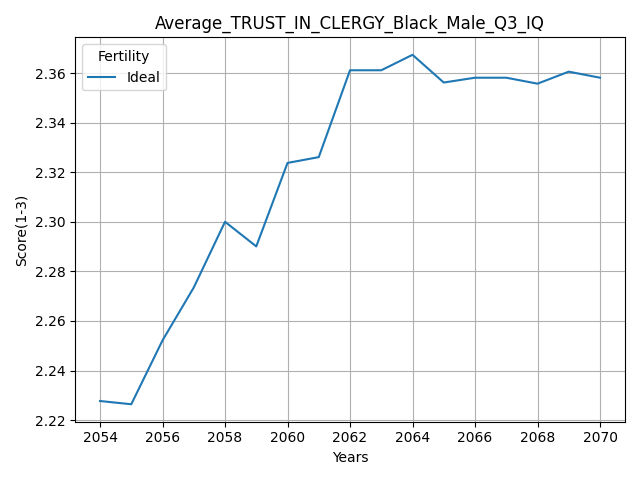 Average_TRUST_IN_CLERGY_Black_Male_Q3_IQ
Fertility
Ideal
Score(1-3)
2.36
2.34
2.32
2.30
2.28
2.26
2.24
2.22
2054 2056 2058 2060 2062 2064 2066 2068 2070
Years